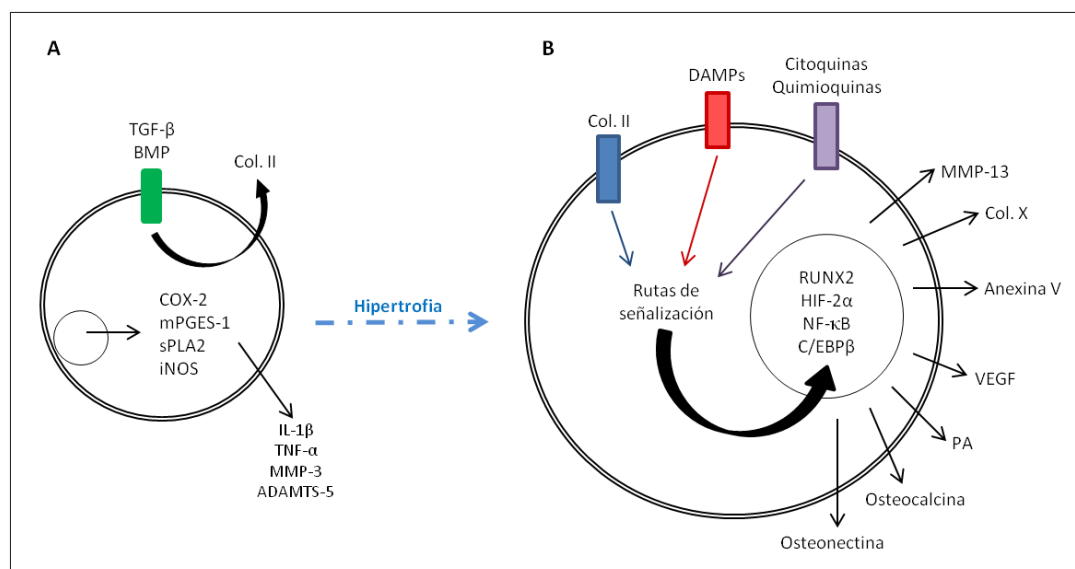 A
TGF-β
BMP
Col. II
COX-2
mPGES-1
sPLA2
iNOS
IL-1β
TNF-α
MMP-3
ADAMTS-5
Hipertrofia
B
Col. II
DAMPs
Citoquinas
Quimioquinas
Rutas de
señalización
RUNX2
HIF-2α
NF-κB
C/EBPβ
MMP-13
Col. X
Anexina V
VEGF
PA
Osteocalcina
Osteonectina